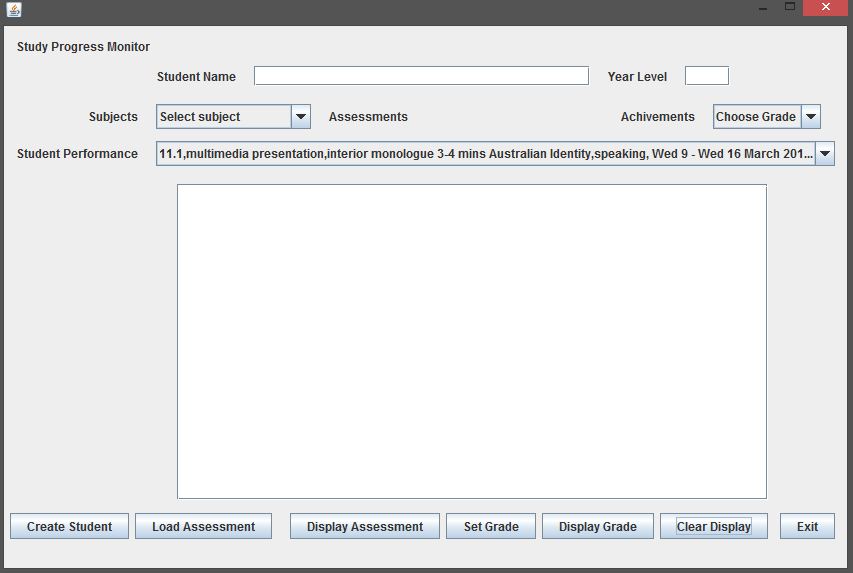 Study Progress Monitor
Student Name Year Level
Subjects Select subject Assessments Achivements Choose Grade
Student Performance 11.1,multimedia presentation,interior monologue 3-4 mins Australian Identity,speaking, Wed 9 - Wed 16 March 201...
Create Student Load Assessment Display Assessment Set Grade Display Grade Clear Display Exit